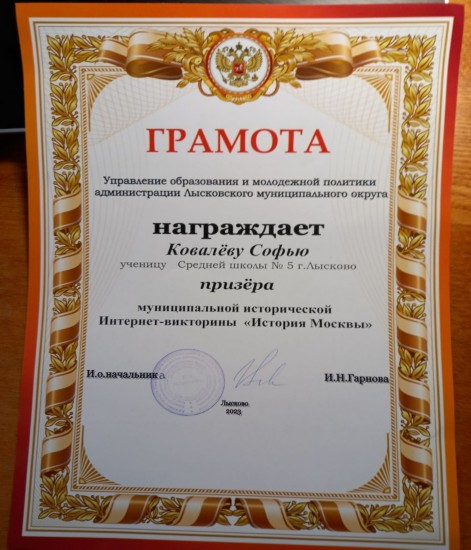 ГРАМОТА
Управление образования и молодежной политики
администрации Лысковского муниципального округа
награждает
Ковалёву Софью
ученицу Средней школы № 5 г.Лысково
призёра
муниципальной исторической
Интернет-викторины «История Москвы»
И.о.начальника И.Н.Гарнова
Лысково.
2023